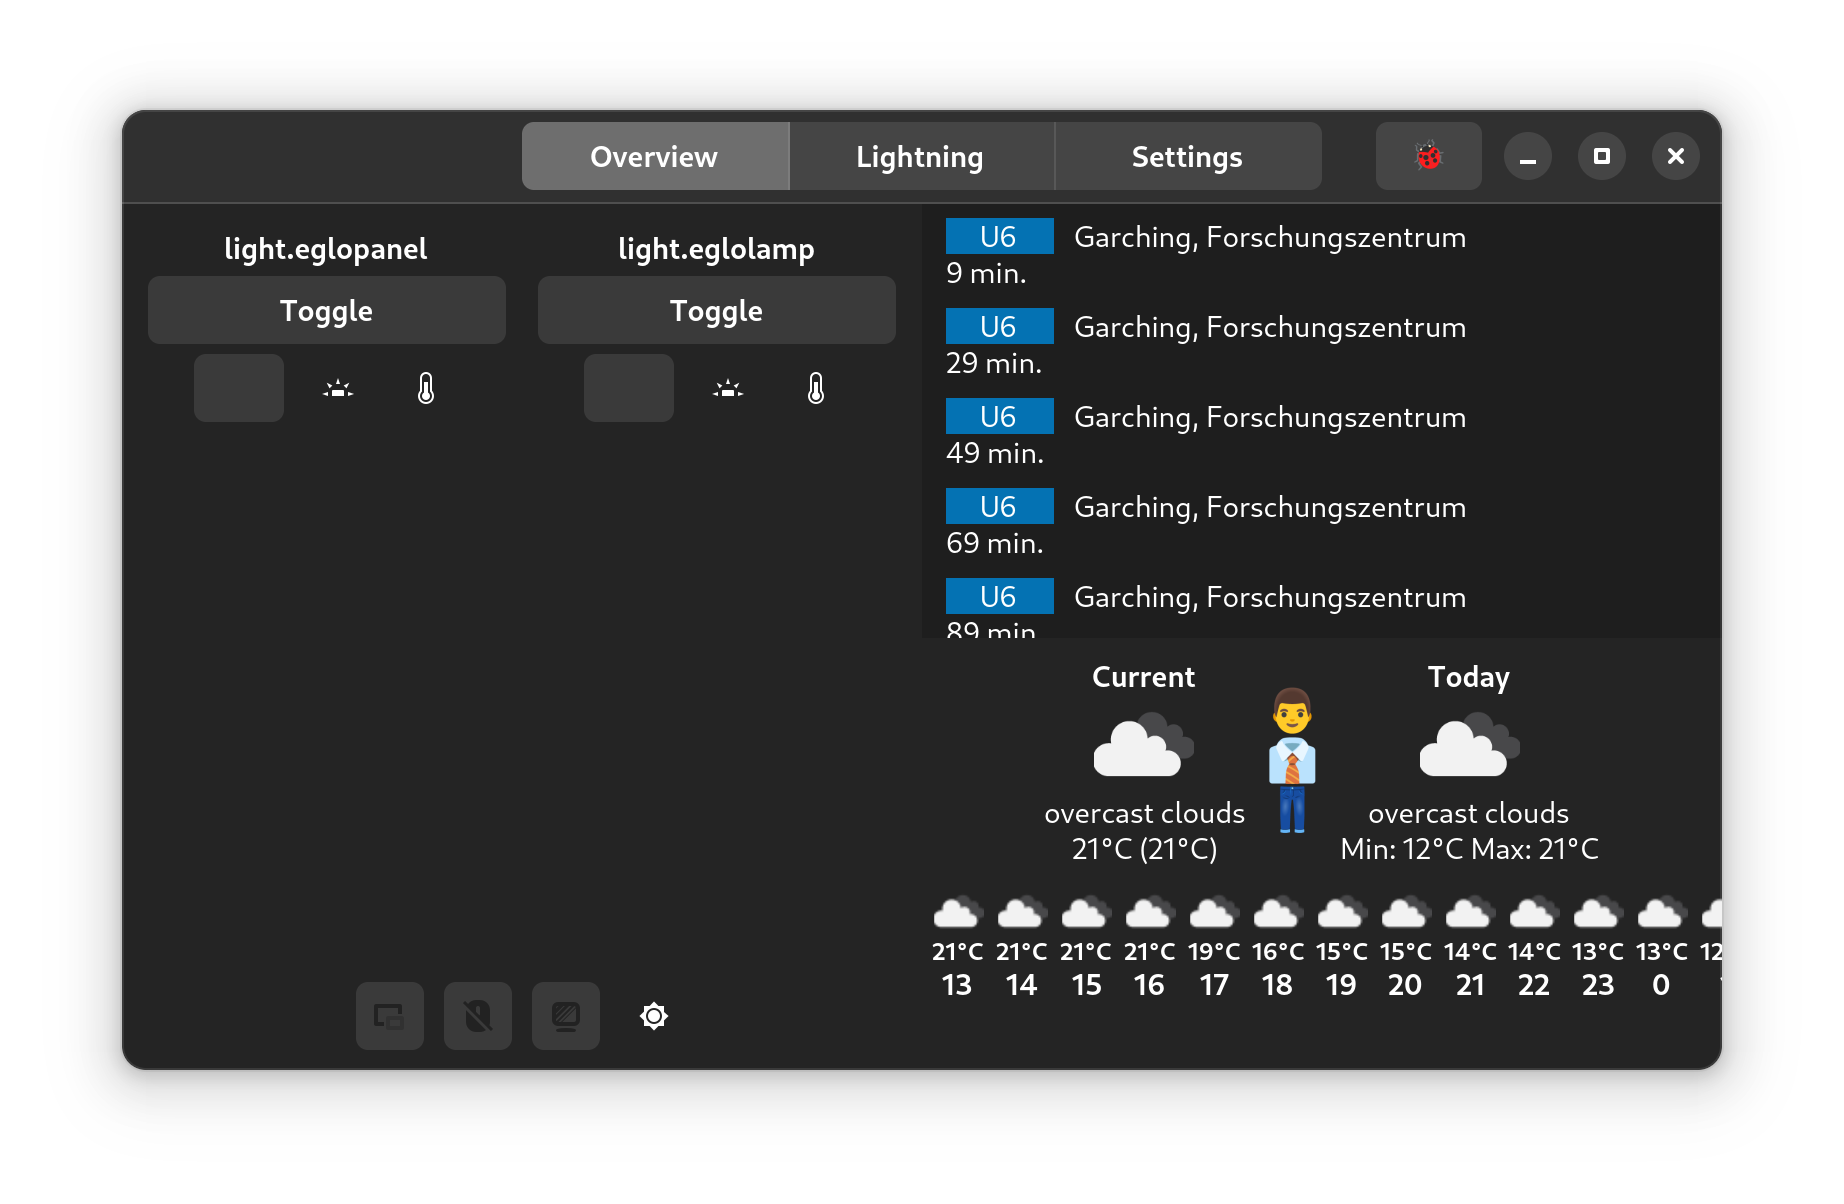 Overview
Lightning
Settings
light.eglopanel
light.eglolamp
Toggle
Toggle
U6 Garching, Forschungszentrum
9 min.
U6 Garching, Forschungszentrum
29 min.
U6 Garching, Forschungszentrum
49 min.
U6 Garching, Forschungszentrum
69 min.
U6 Garching, Forschungszentrum
89 min
Current
overcast clouds
21°C (21°C)
Today
overcast clouds
Min: 12°C Max: 21°C
21°C 21°C 21°C 21°C 19°C 16°C 15°C 15°C 14°C 14°C 13°C 13°C 12
13 14 15 16 17 18 19 20 21 22 23 0